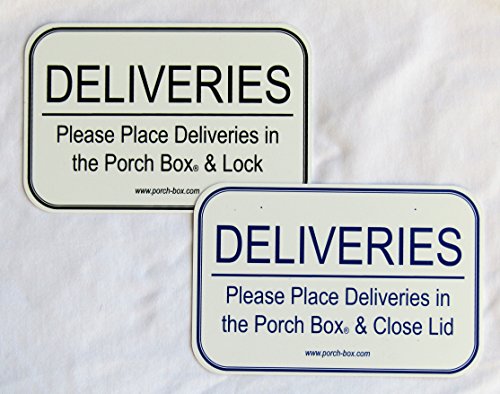 DELIVERIES
Please Place Deliveries in
the Porch Box® & Lock
www.porch-box.com
DELIVERIES
Please Place Deliveries in
the Porch Box® & Close Lid
www.porch-box.com